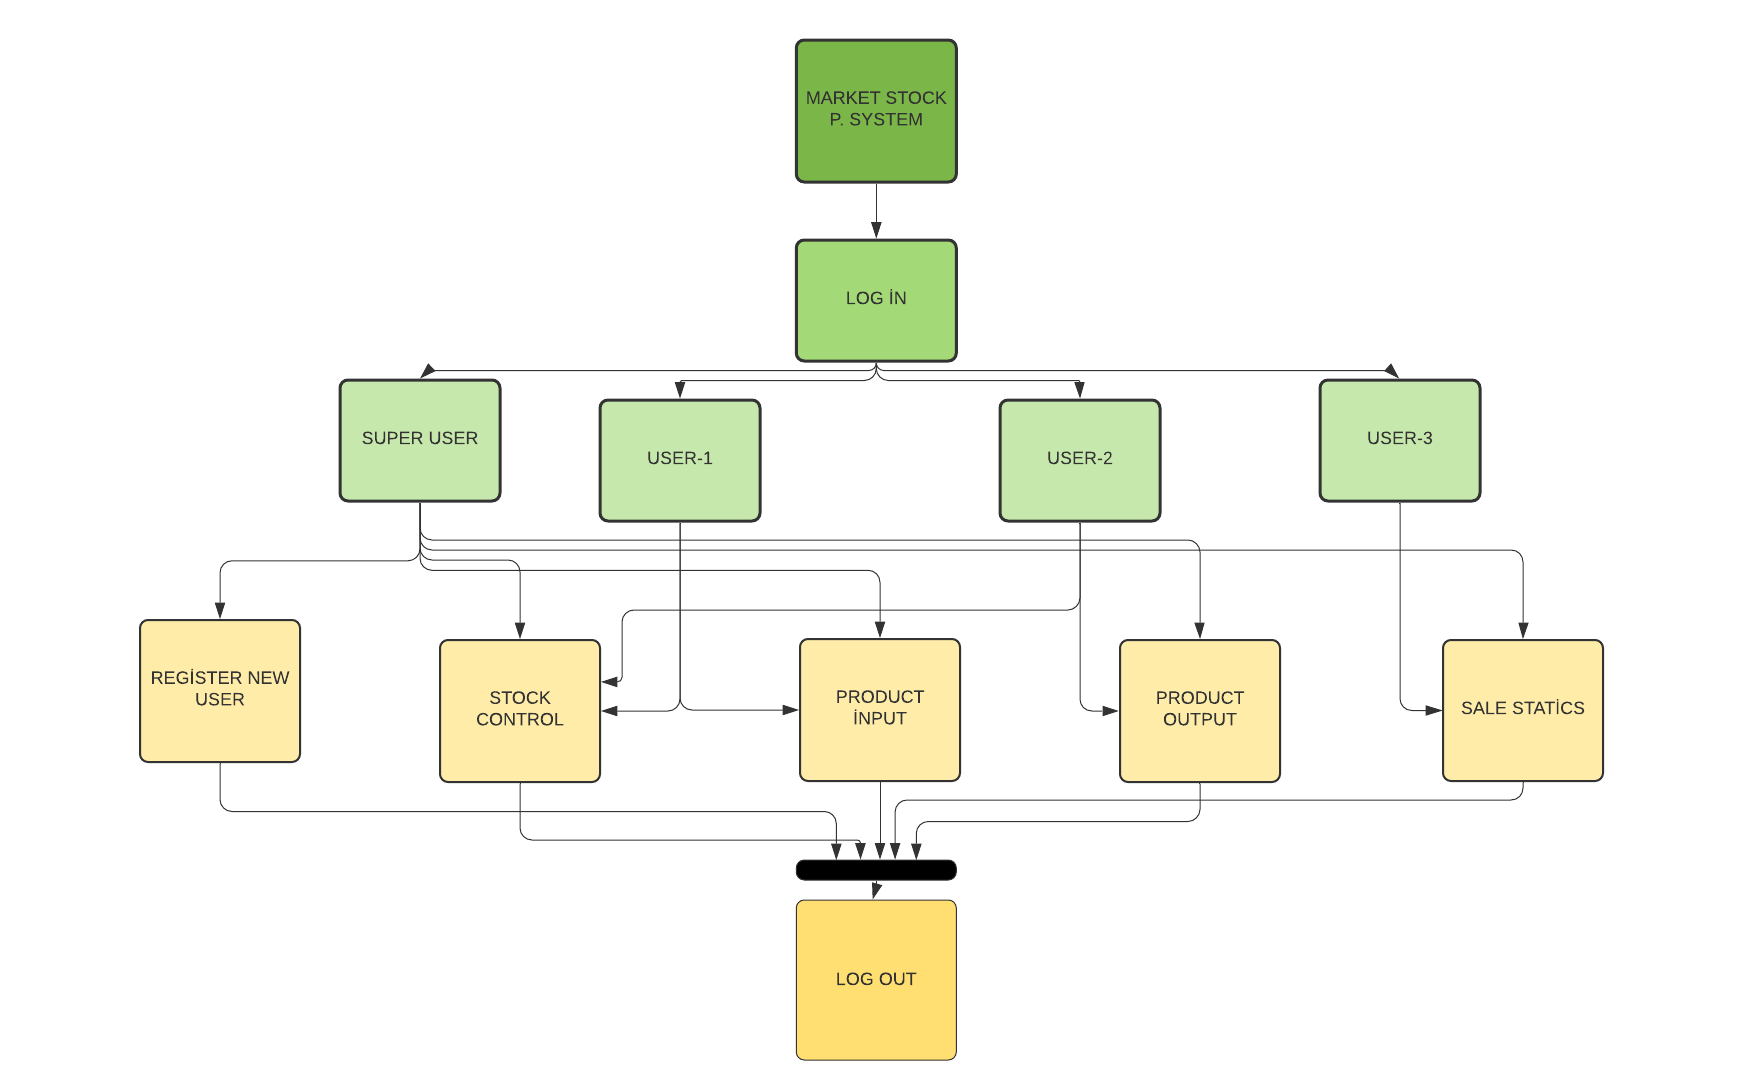 MARKET STOCK
P. SYSTEM
LOG İN
SUPER USER
USER-1
USER-2
USER-3
REGİSTER NEW
USER
STOCK
CONTROL
PRODUCT
İNPUT
PRODUCT
OUTPUT
SALE STATİCS
LOG OUT